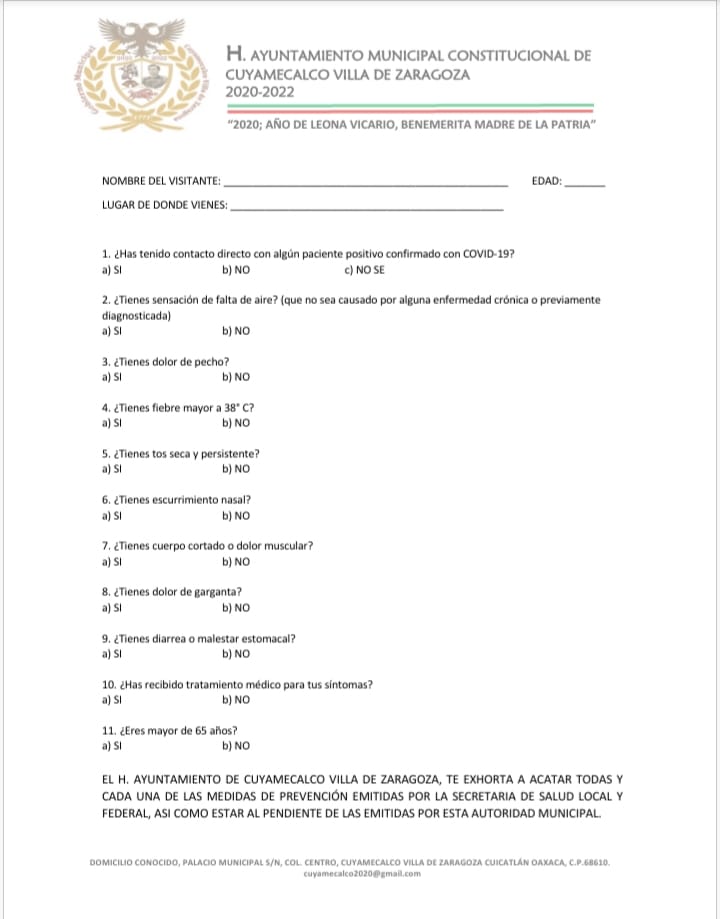 H. AYUNTAMIENTO MUNICIPAL CONSTITUCIONAL DE
CUYAMECALCO VILLA DE ZARAGOZA
2020-2022
"2020; AÑO DE LEONA VICARIO, BENEMERITA MADRE DE LA PATRIA"
NOMBRE DEL VISITANTE: EDAD:
LUGAR DE DONDE VIENES:
1. ¿Has tenido contacto directo con algún paciente positivo confirmado con COVID-19?
a) SI b) NO c) NO SE
2. ¿Tienes sensación de falta de aire? (que no sea causado por alguna enfermedad crónica o previamente
diagnosticada)
a) SI b) NO
3. ¿Tienes dolor de pecho?
a) SI b) NO
4. ¿Tienes fiebre mayor a 38° C?
a) SI b) NO
5. ¿Tienes tos seca y persistente?
a) SI b) NO
6. ¿Tienes escurrimiento nasal?
a) SI b) NO
7. ¿Tienes cuerpo cortado o dolor muscular?
a) SI b) NO
8. ¿Tienes dolor de garganta?
a) SI b) NO
9. ¿Tienes diarrea o malestar estomacal?
a) SI b) NO
10. ¿Has recibido tratamiento médico para tus síntomas?
a) SI b) NO
11. ¿Eres mayor de 65 años?
a) SI b) NO
EL H. AYUNTAMIENTO DE CUYAMECALCO VILLA DE ZARAGOZA, TE EXHORTA A ACATAR TODAS Y
CADA UNA DE LAS MEDIDAS DE PREVENCIÓN EMITIDAS POR LA SECRETARIA DE SALUD LOCAL Y
FEDERAL, ASI COMO ESTAR AL PENDIENTE DE LAS EMITIDAS POR ESTA AUTORIDAD MUNICIPAL.
DOMICILIO CONOCIDO, PALACIO MUNICIPAL S/N, COL. CENTRO, CUYAMECALCO VILLA DE ZARAGOZA CUICATLÁN OAXACA, C.P.68610.
cuyamecalco2020@gmail.com